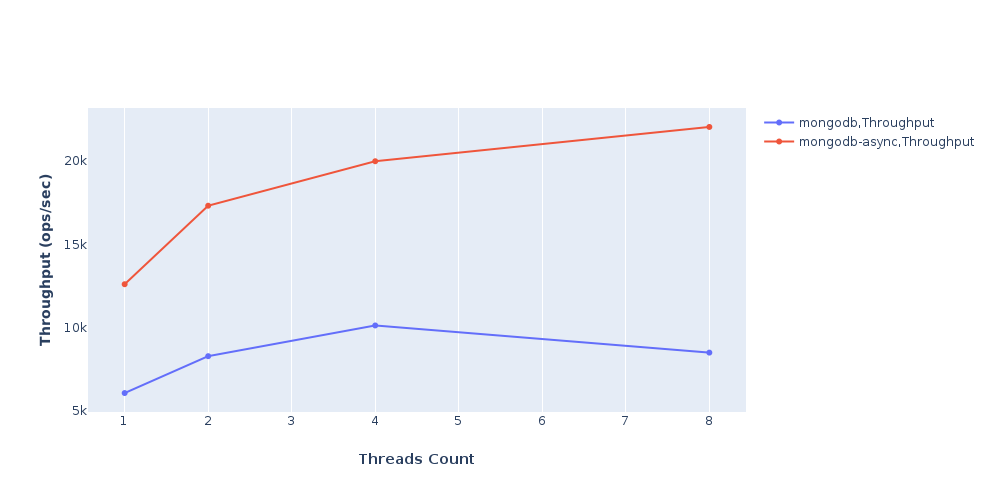 mongodb,Throughput
mongodb-async,Throughput
Throughput (ops/sec)
20k
15k
10k
5k
1 2 3 4 5 6 7 8
Threads Count